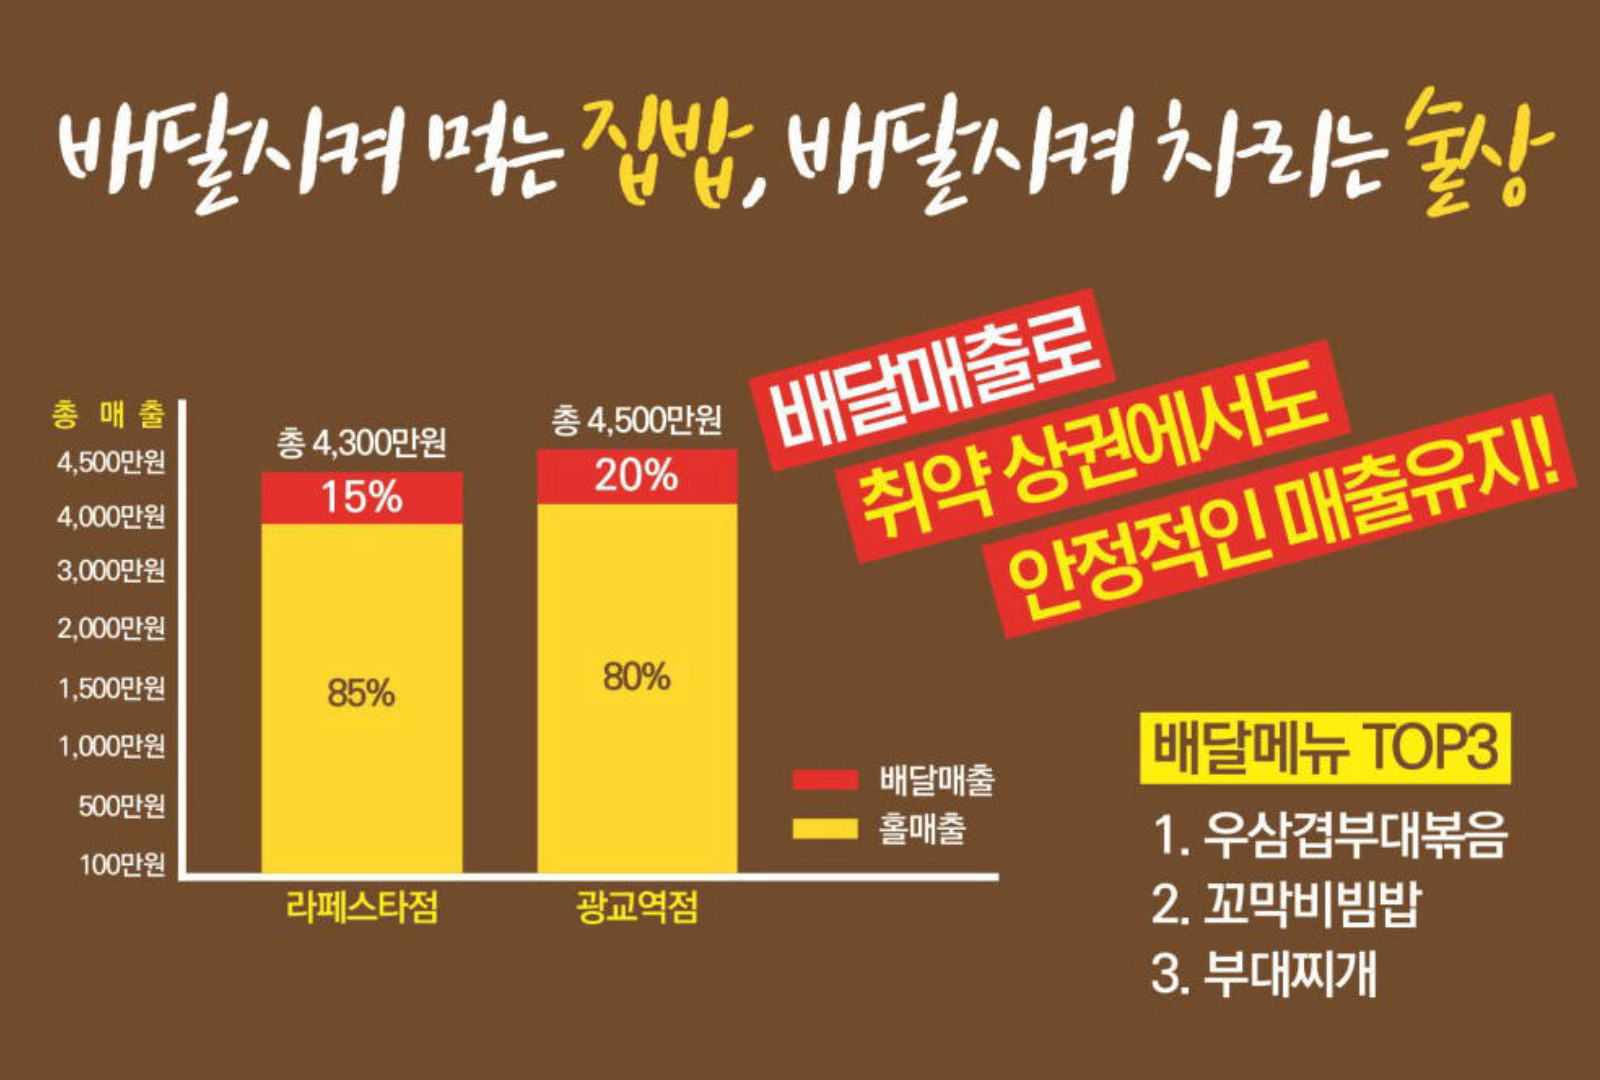 배달시켜 먹는 집밥, 배달시켜 차리는 술상
배달매출로
취약 상권에서도
안정적인 매출유지!
총 매 출
4,500만원
4,000만원
3,000만원
2,000만원
1,500만원
1,000만원
500만원
100만원
총 4,300만원
15%
85%
라페스타점
총 4,500만원
20%
80%
광교역점
배달매출
홀매출
배달메뉴 TOP3
1. 우삼겹부대볶음
2. 꼬막비빔밥
3. 부대찌개